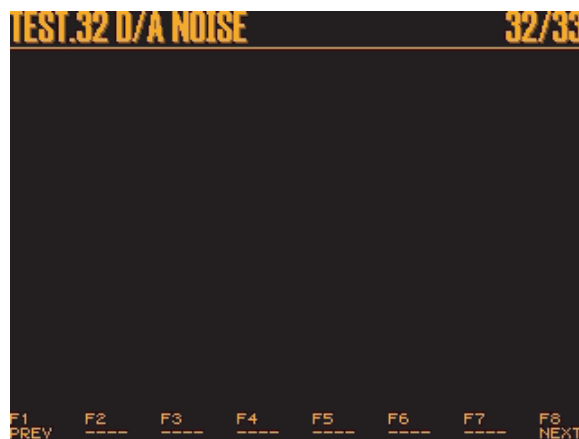 TEST.32 D/A NOISE 32/33
F1 F2 F3 F4 F5 F6 F7 F8
PREV ---- ---- ---- ---- ---- ---- NEXT